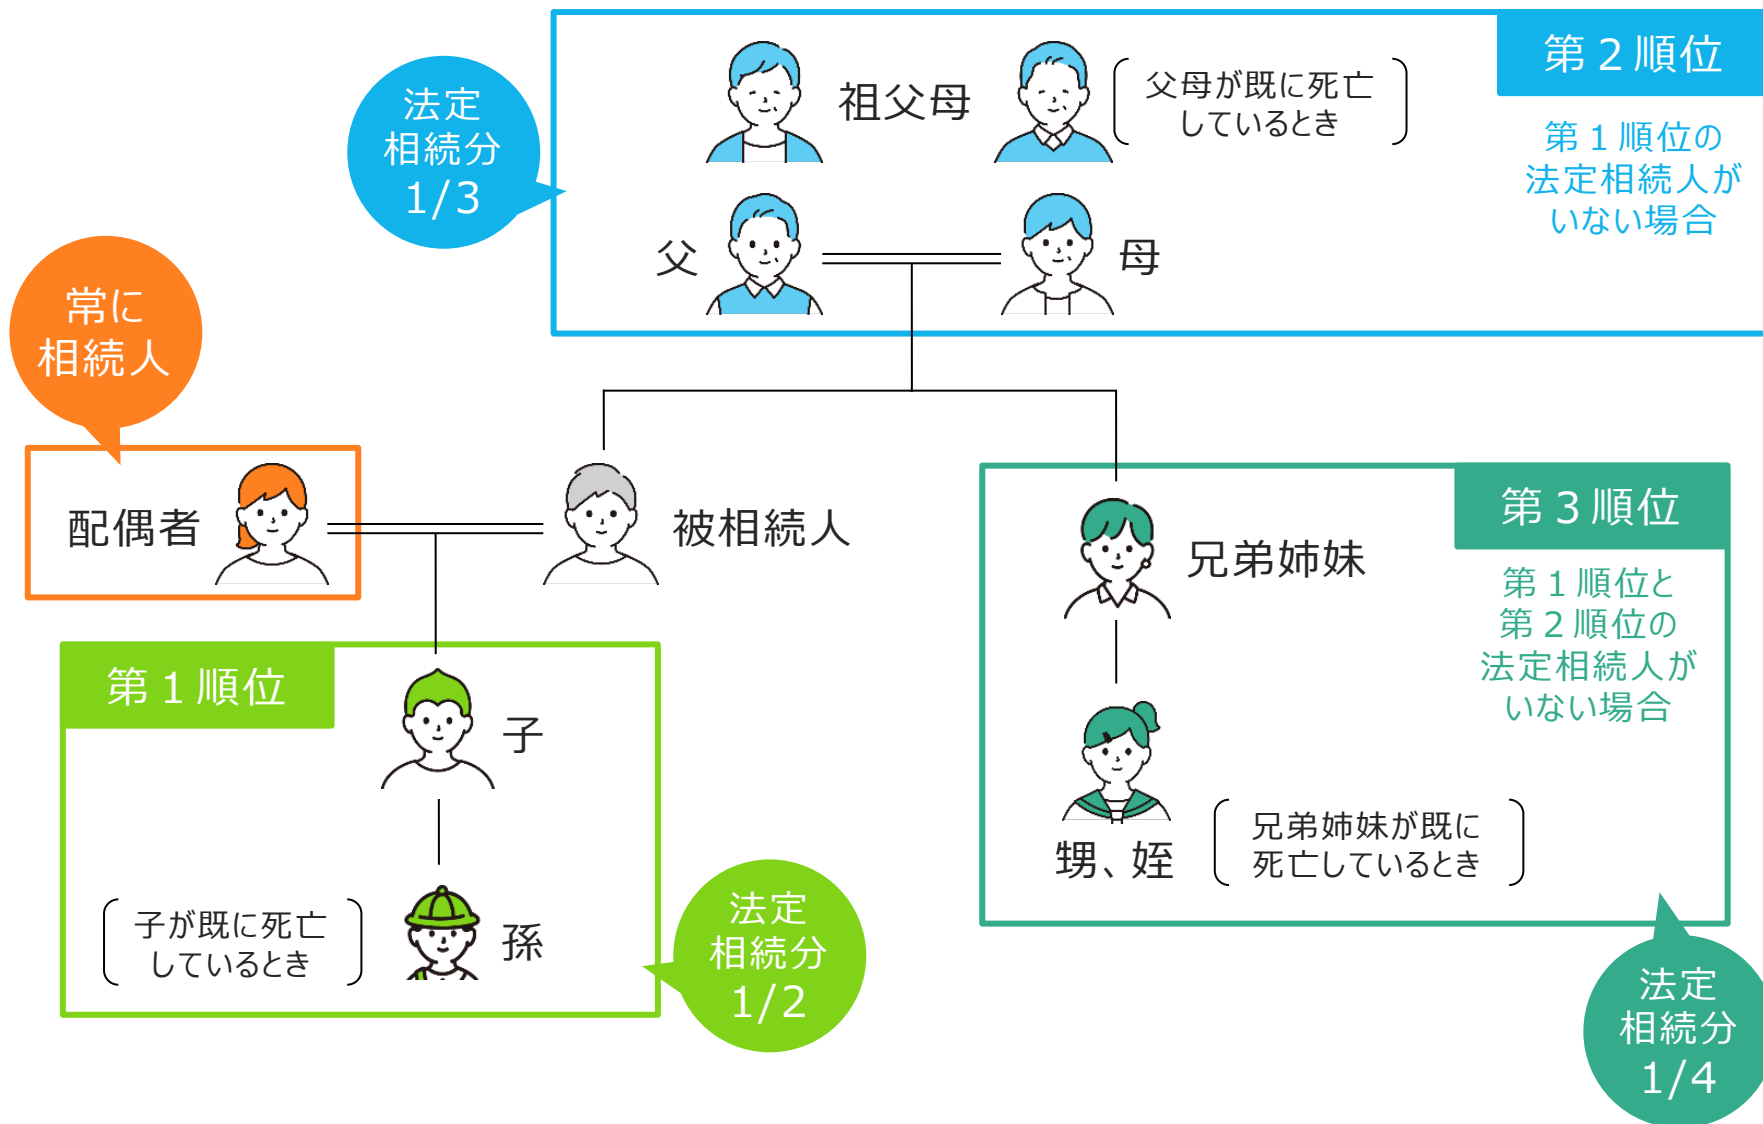 第２順位
第１順位の
法定相続人が
いない場合
祖父母
父母が既に死亡
しているとき
父
母
法定
相続分
1/3
常に
相続人
配偶者
被相続人
第１順位
子
孫
子が既に死亡
しているとき
法定
相続分
1/2
第３順位
第１順位と
第２順位の
法定相続人が
いない場合
兄弟姉妹
甥、姪
兄弟姉妹が既に
死亡しているとき
法定
相続分
1/4